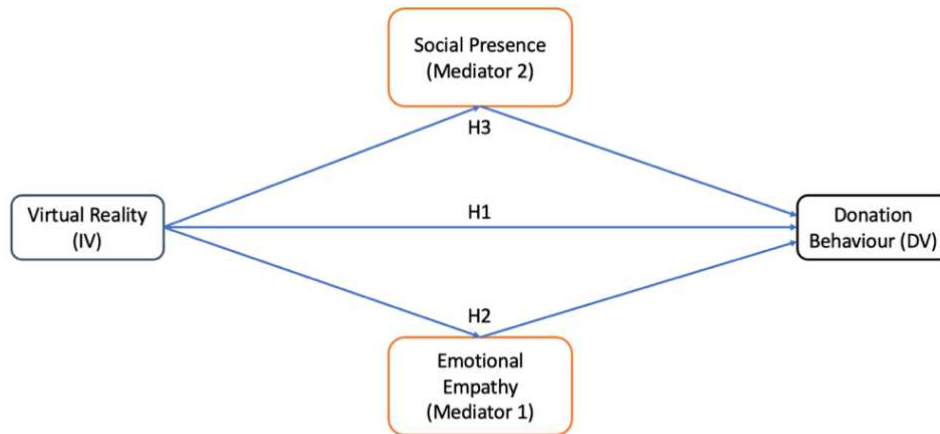 Social Presence
(Mediator 2)
H3
Virtual Reality
(IV)
H1
Donation
Behaviour (DV)
H2
Emotional
Empathy
(Mediator 1)